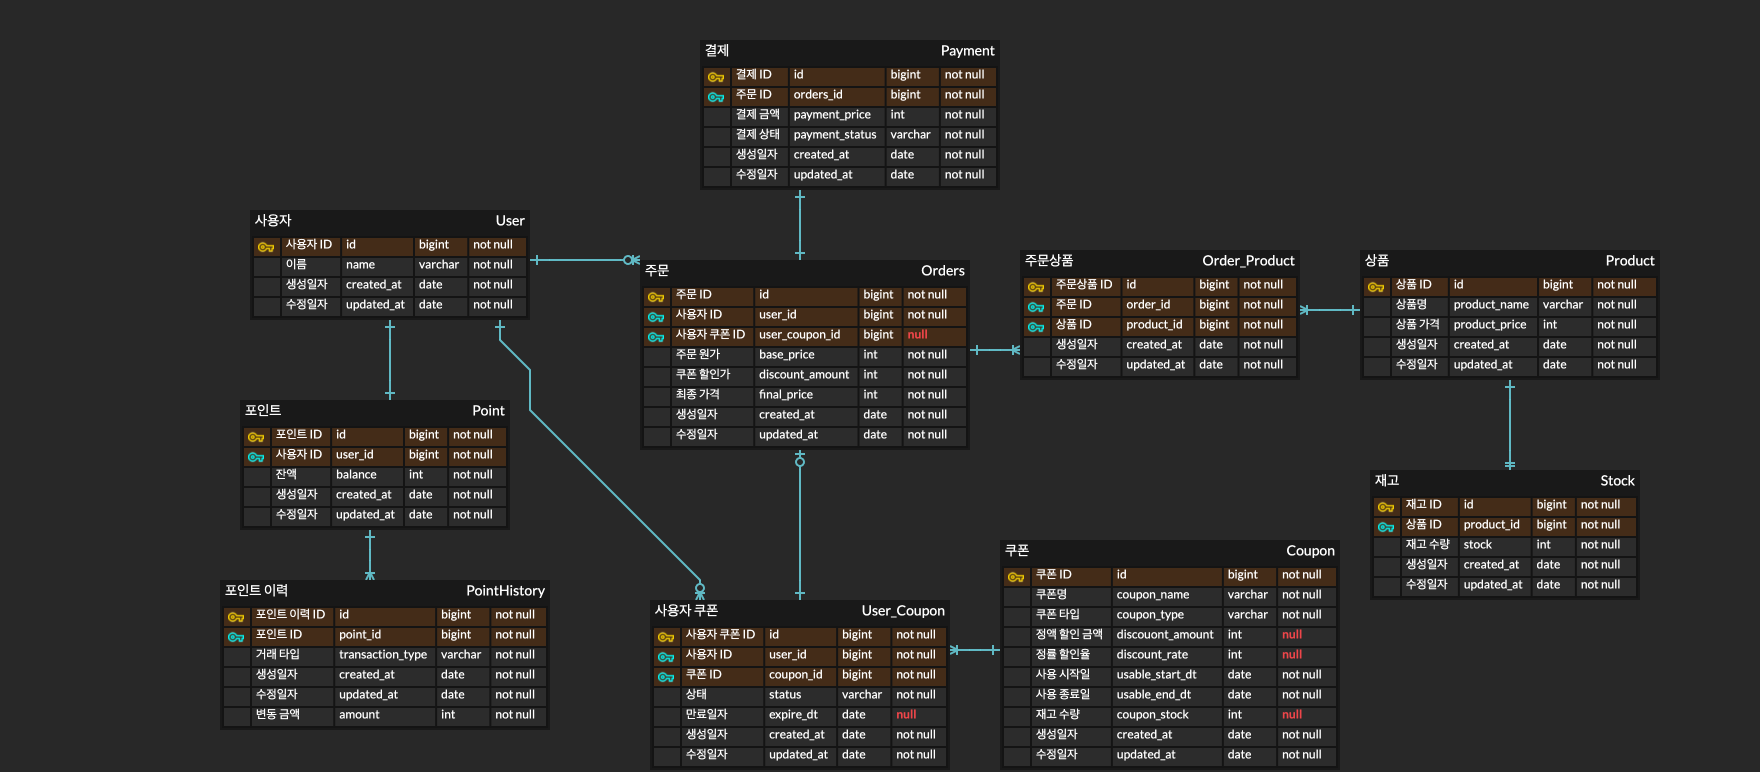 결제 Payment
결제 ID id bigint not null
주문 ID orders_id bigint not null
결제 금액 payment_price int not null
결제 상태 payment_status varchar not null
생성일자 created_at date not null
수정일자 updated_at date not null
사용자 User
사용자 ID id bigint not null
이름 name varchar not null
생성일자 created_at date not null
수정일자 updated_at date not null
주문 Orders
주문 ID id bigint not null
사용자 ID user_id bigint not null
사용자 쿠폰 ID user_coupon_id bigint null
주문 원가 base_price int not null
쿠폰 할인가 discount_amount int not null
최종 가격 final_price int not null
생성일자 created_at date not null
수정일자 updated_at date not null
주문상품 Order_Product
주문상품 ID id bigint not null
주문 ID order_id bigint not null
상품 ID product_id bigint not null
생성일자 created_at date not null
수정일자 updated_at date not null
상품 Product
상품 ID id bigint not null
상품명 product_name varchar not null
상품 가격 product_price int not null
생성일자 created_at date not null
수정일자 updated_at date not null
포인트 Point
포인트 ID id bigint not null
사용자 ID user_id bigint not null
잔액 balance int not null
생성일자 created_at date not null
수정일자 updated_at date not null
재고 Stock
재고 ID id bigint not null
상품 ID product_id bigint not null
재고 수량 stock int not null
생성일자 created_at date not null
수정일자 updated_at date not null
포인트 이력 PointHistory
포인트 이력 ID id bigint not null
포인트 ID point_id bigint not null
거래 타입 transaction_type varchar not null
생성일자 created_at date not null
수정일자 updated_at date not null
변동 금액 amount int not null
사용자 쿠폰 User_Coupon
사용자 쿠폰 ID id bigint not null
사용자 ID user_id bigint not null
쿠폰 ID coupon_id bigint not null
상태 status varchar not null
만료일자 expire_dt date null
생성일자 created_at date not null
수정일자 updated_at date not null
쿠폰 Coupon
쿠폰 ID id bigint not null
쿠폰명 coupon_name varchar not null
쿠폰 타입 coupon_type varchar not null
정액 할인 금액 discouont_amount int null
정률 할인율 discount_rate int null
사용 시작일 usable_start_dt date not null
사용 종료일 usable_end_dt date not null
재고 수량 coupon_stock int null
생성일자 created_at date not null
수정일자 updated_at date not null